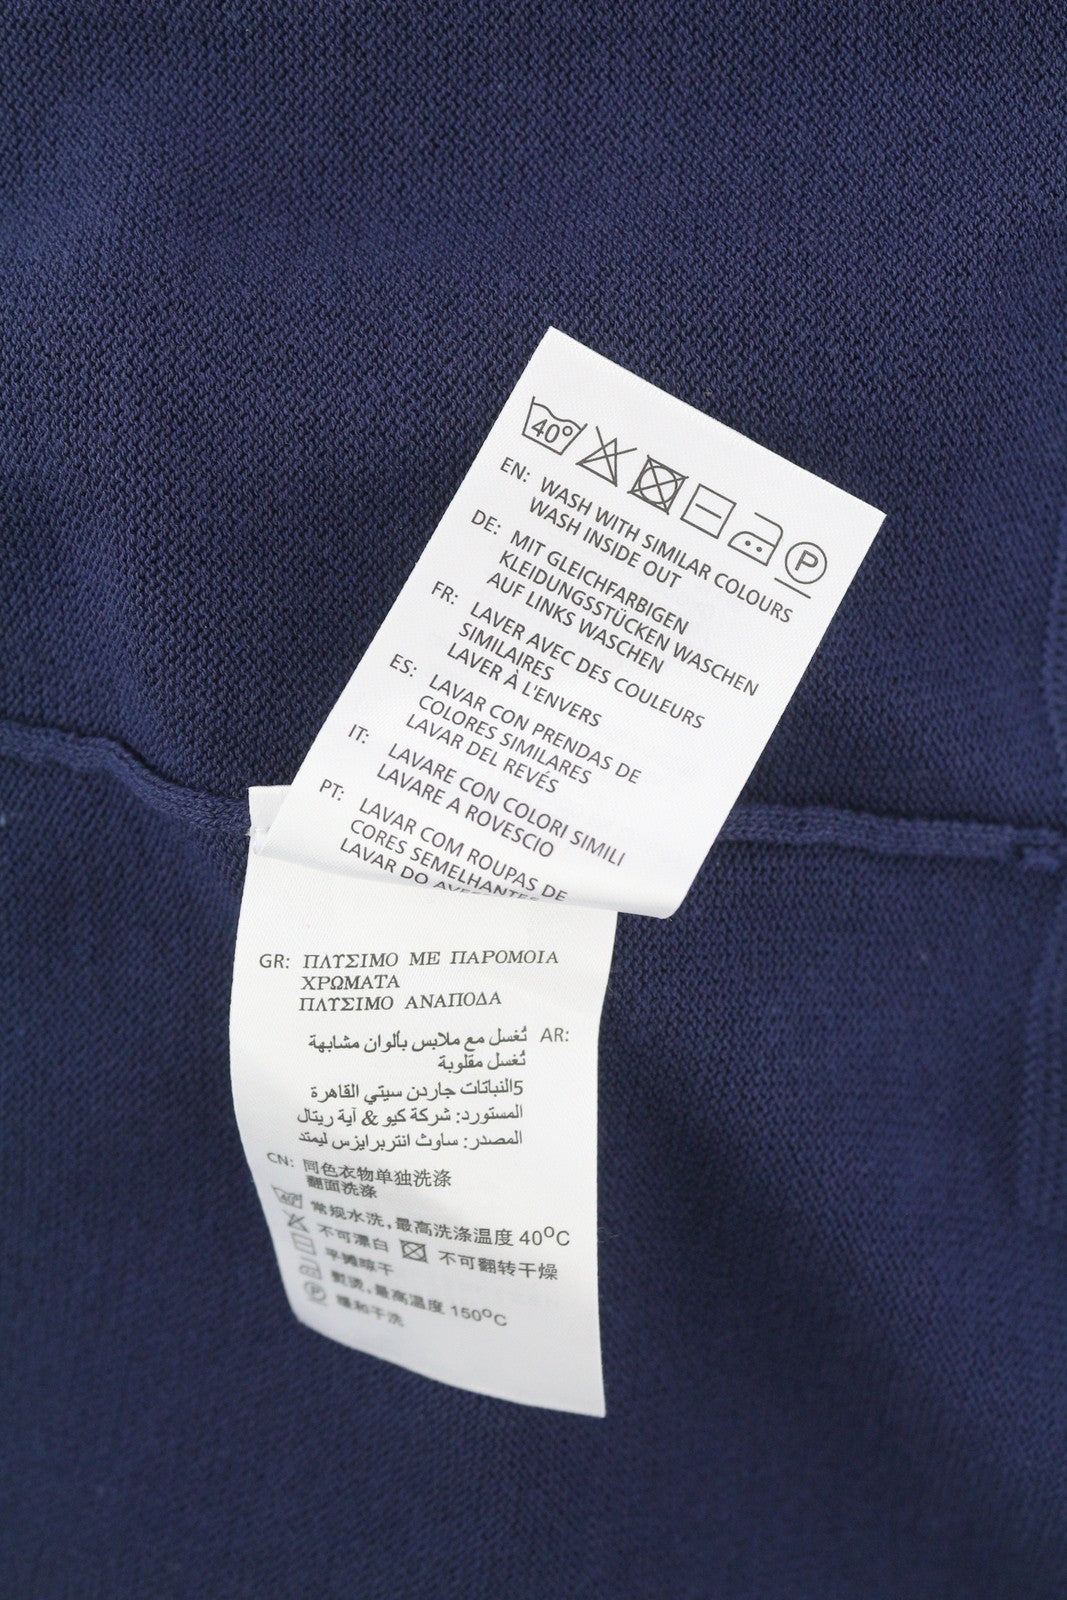 40°
P
EN: WASH WITH SIMILAR COLOURS
WASH INSIDE OUT
DE: MIT GLEICHFARBIGEN
KLEIDUNGSSTÜCKEN WASCHEN
AUF LINKS WASCHEN
FR: LAVER AVEC DES COULEURS
SIMILAIRES
LAVER À L'ENVERS
ES: LAVAR CON PRENDAS DE
COLORES SIMILARES
LAVAR DEL REVÉS
IT: LAVARE CON COLORI SIMILI
LAVARE A ROVESCIO
PT: LAVAR COM ROUPAS DE
CORES SEMELHANTES
LAVAR DO
GR: ΠΛΥΣΙΜΟ ΜΕ ΠΑΡΟΜΟΙΑ
ΧΡΩΜΑΤΑ
ΠΛΥΣΙΜΟ ΑΝΑΠΟΔΑ
AR: تُغسل مع ملابس بألوان مشابهة
تُغسل مقلوبة
5النباتات جاردن سيتي القاهرة
المستورد: شركة كيو & آية ريتال
المصدر: ساوث انتربرايزس ليمتد
CN: 同色衣物单独洗涤
翻面洗涤
40° 常规水洗,最高洗涤温度 40°C
不可漂白 不可翻转干燥
平摊晾干
熨烫,最高温度 150°C
P 缓和干洗